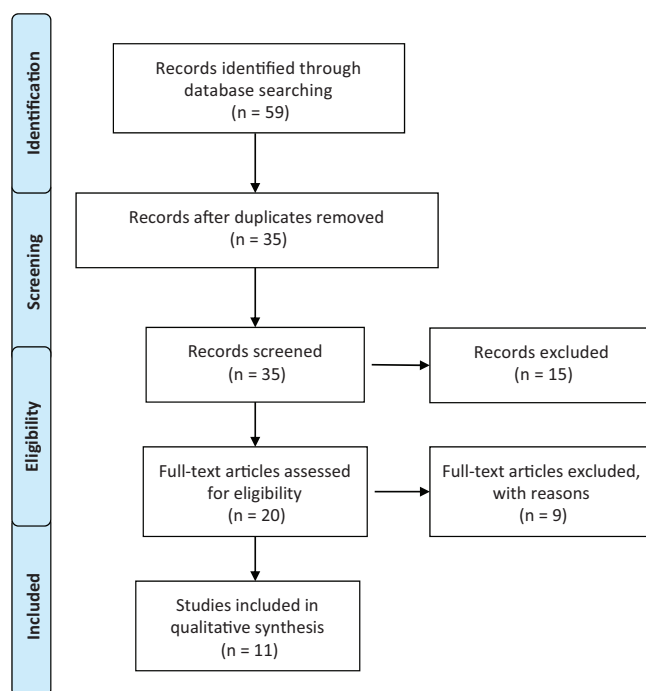 Identification
Records identified through
database searching
(n = 59)
Screening
Records after duplicates removed
(n = 35)
Records screened
(n = 35)
Records excluded
(n = 15)
Eligibility
Full-text articles assessed
for eligibility
(n = 20)
Full-text articles excluded,
with reasons
(n = 9)
Included
Studies included in
qualitative synthesis
(n = 11)